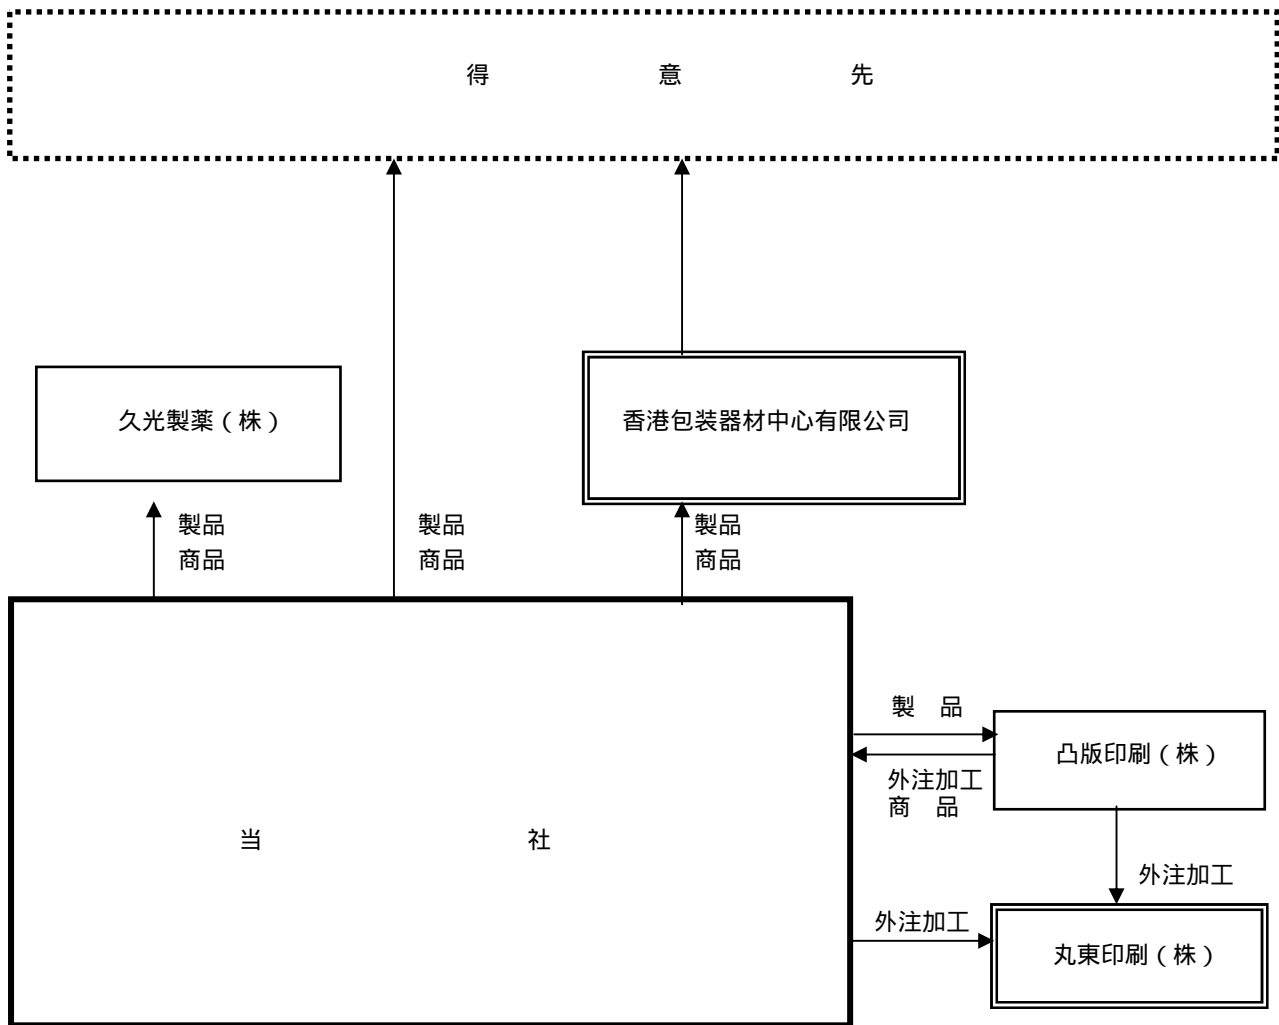 得 意 先
久光製薬（株）
香港包装器材中心有限公司
製品
商品
製品
商品
製品
商品
製 品
凸版印刷（株）
外注加工
商 品
当 社
外注加工
外注加工
丸東印刷（株）